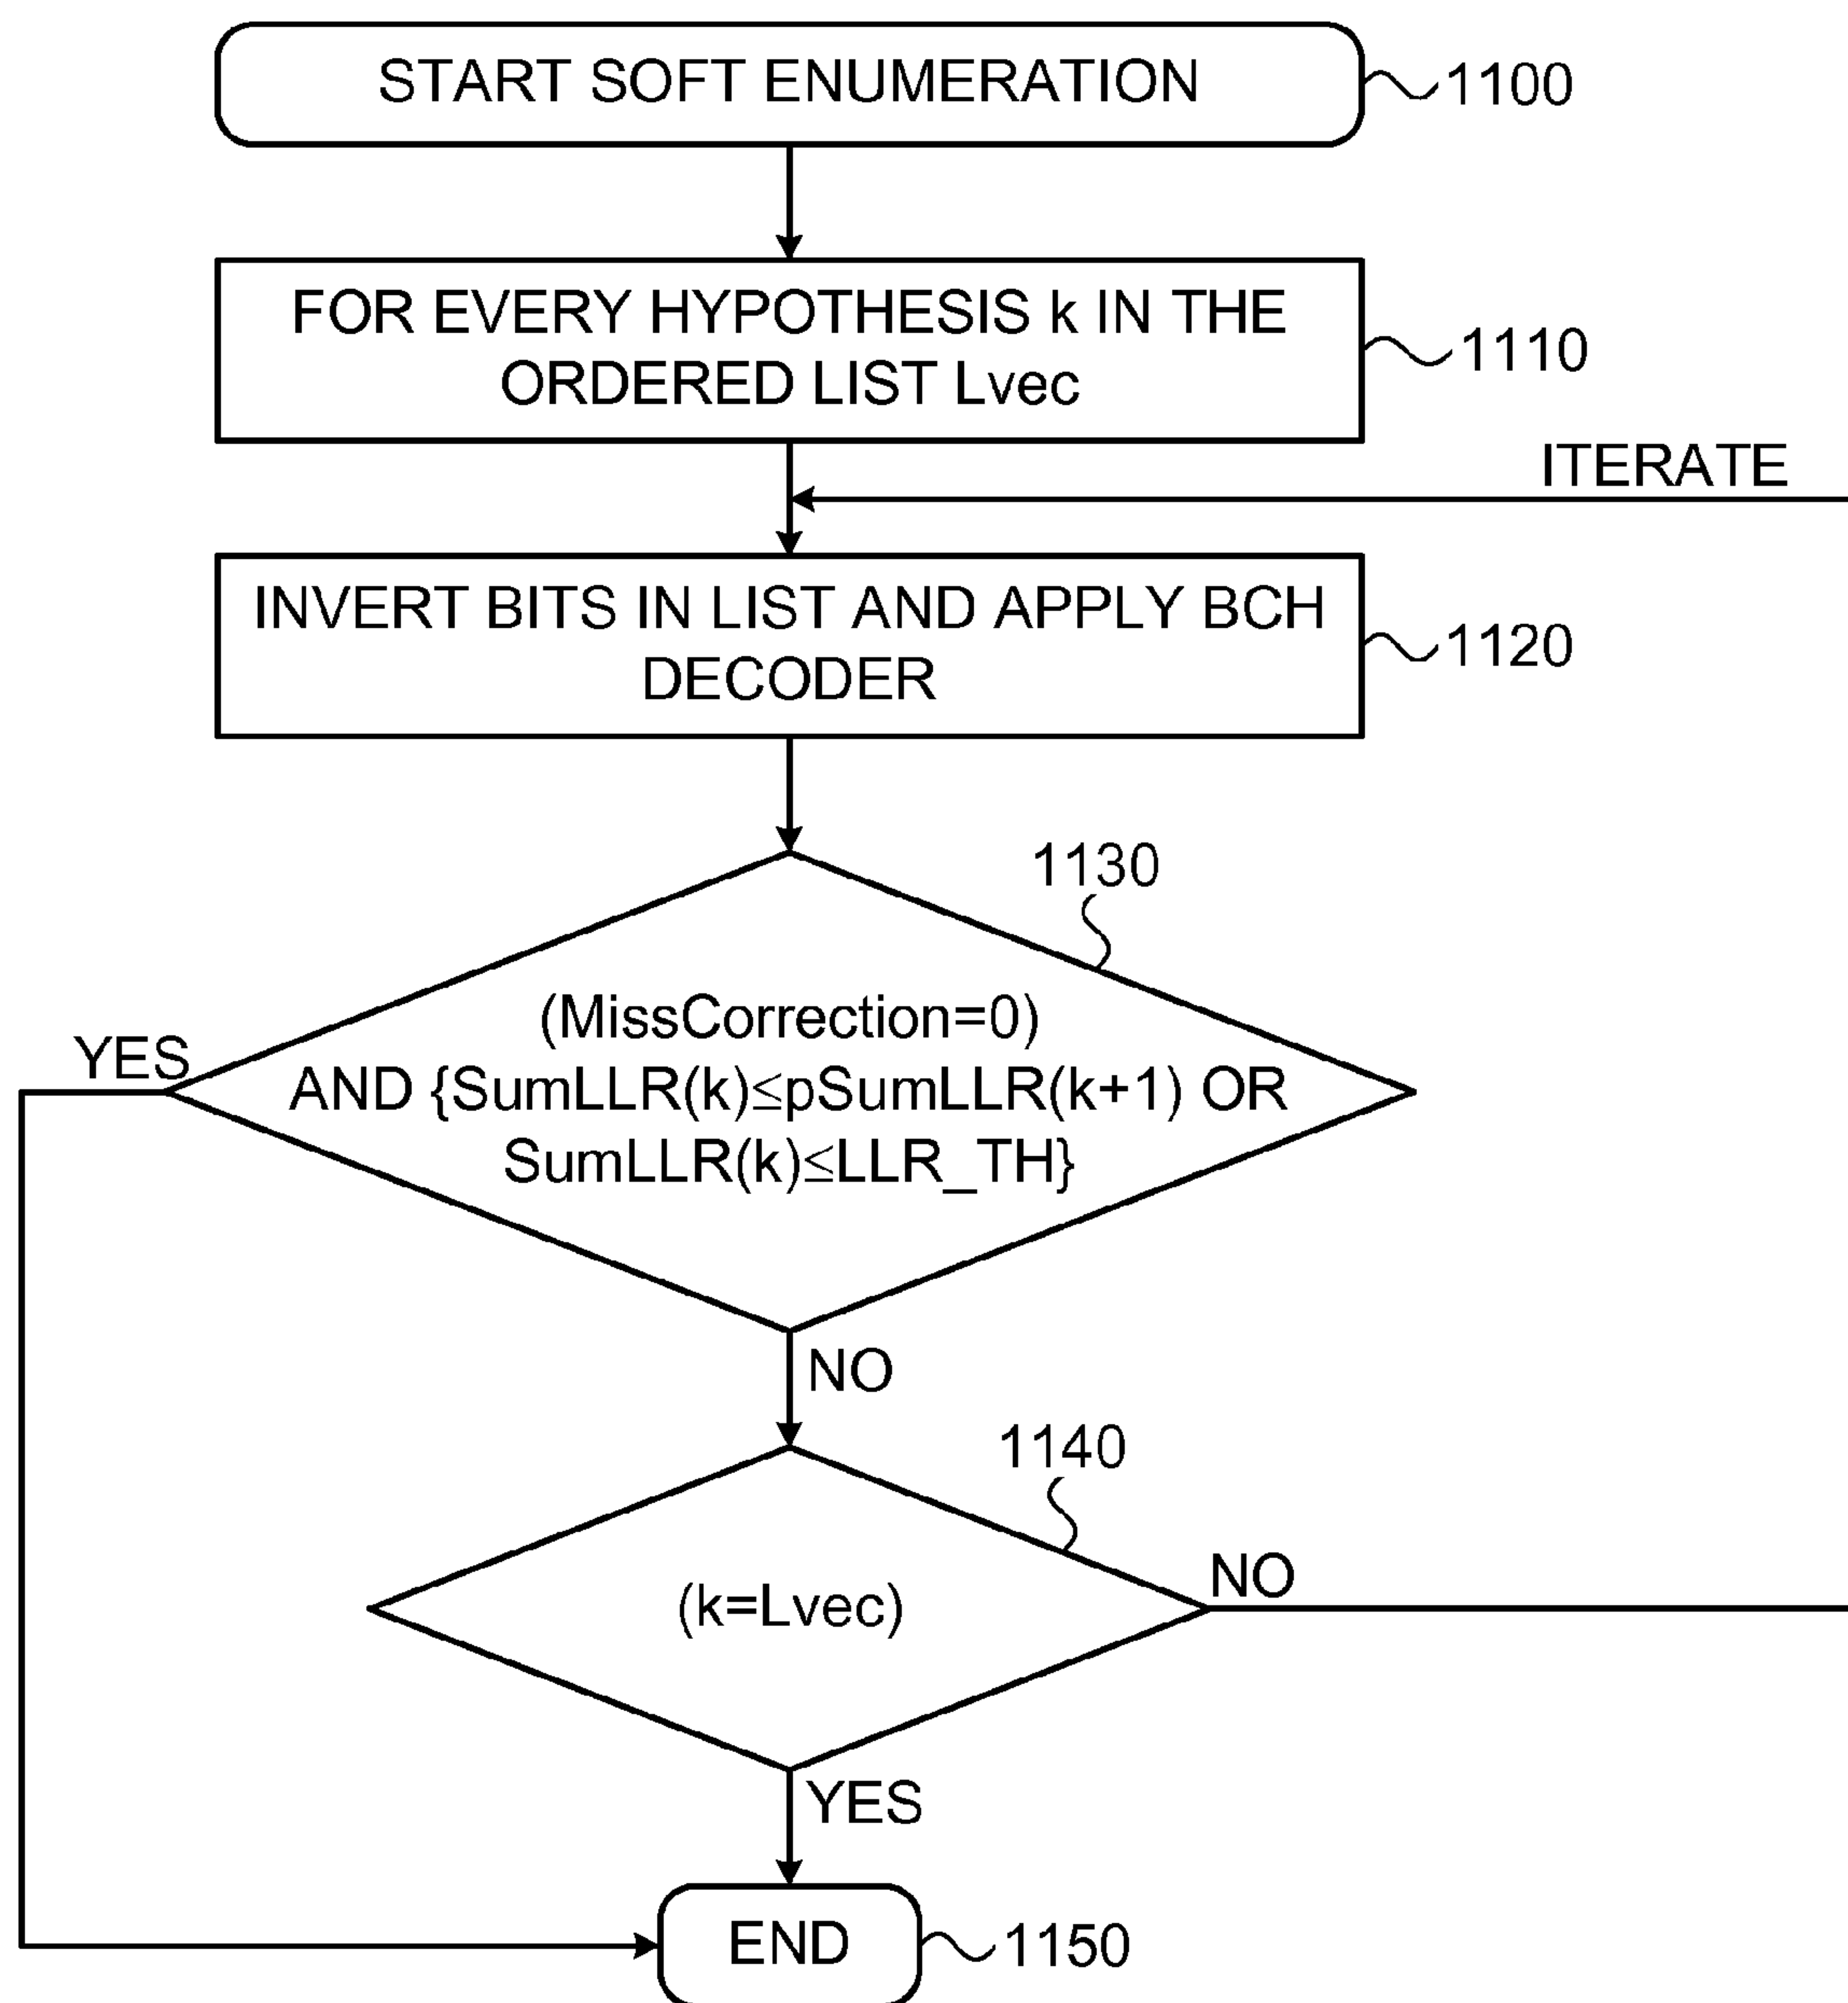 START SOFT ENUMERATION
1100
FOR EVERY HYPOTHESIS k IN THE
ORDERED LIST Lvec
1110
ITERATE
INVERT BITS IN LIST AND APPLY BCH
DECODER
1120
1130
(MissCorrection=0)
AND {SumLLR(k)≤pSumLLR(k+1) OR
SumLLR(k)≤LLR_TH}
YES
NO
1140
(k=Lvec)
NO
YES
END
1150